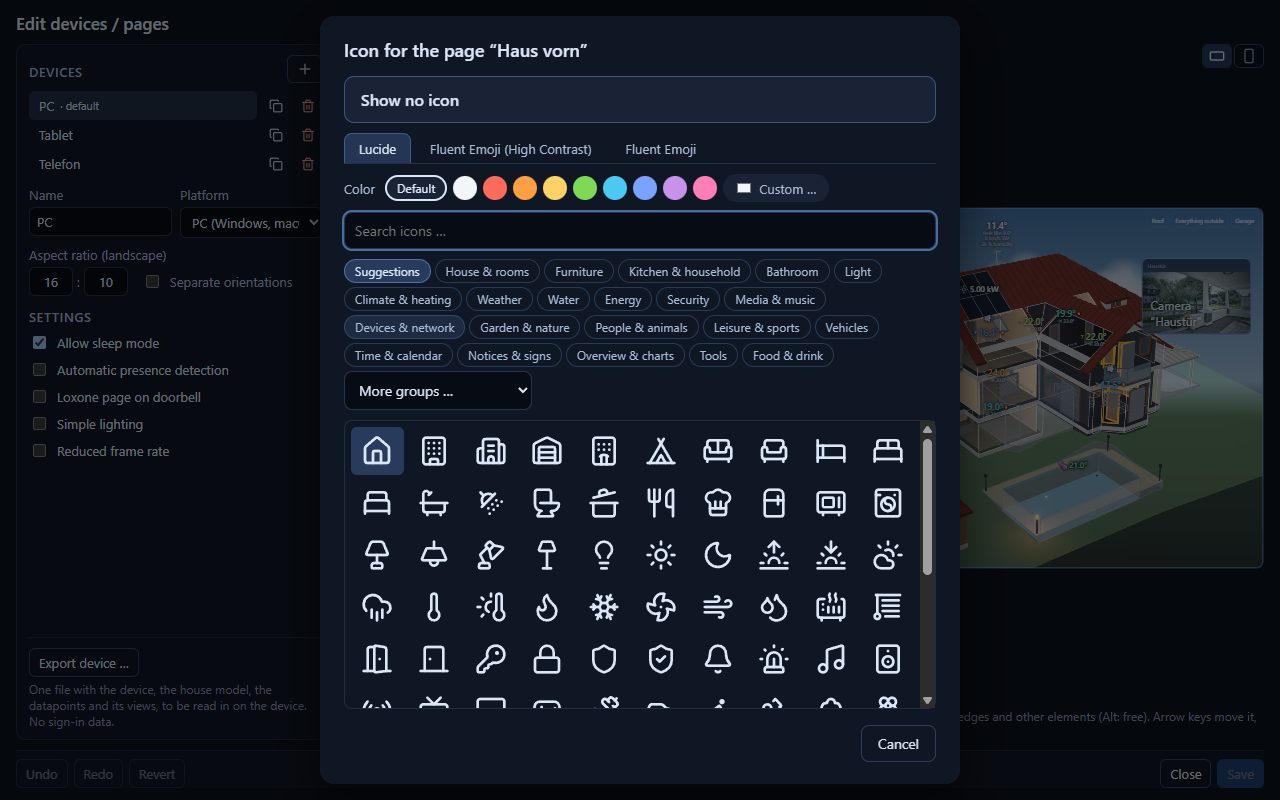 Edit devices / pages
DEVICES
PC · default
Tablet
Telefon
Name
Platform
PC
PC (Windows, mac
Aspect ratio (landscape)
16 : 10
Separate orientations
SETTINGS
Allow sleep mode
Automatic presence detection
Loxone page on doorbell
Simple lighting
Reduced frame rate
Export device ...
One file with the device, the house model, the
datapoints and its views, to be read in on the device.
No sign-in data.
Undo
Redo
Revert
Icon for the page “Haus vorn”
Show no icon
Lucide
Fluent Emoji (High Contrast)
Fluent Emoji
Color
Default
Custom ...
Search icons ...
Suggestions
House & rooms
Furniture
Kitchen & household
Bathroom
Light
Climate & heating
Weather
Water
Energy
Security
Media & music
Devices & network
Garden & nature
People & animals
Leisure & sports
Vehicles
Time & calendar
Notices & signs
Overview & charts
Tools
Food & drink
More groups ...
Cancel
11.4°
Roof
Everything outside
Garage
Haustür
5.00 kW
Camera
“Haustür”
19.9°
22.0°
22.0°
24.0°
19.0°
21.0°
edges and other elements (Alt: free). Arrow keys move it,
Close
Save